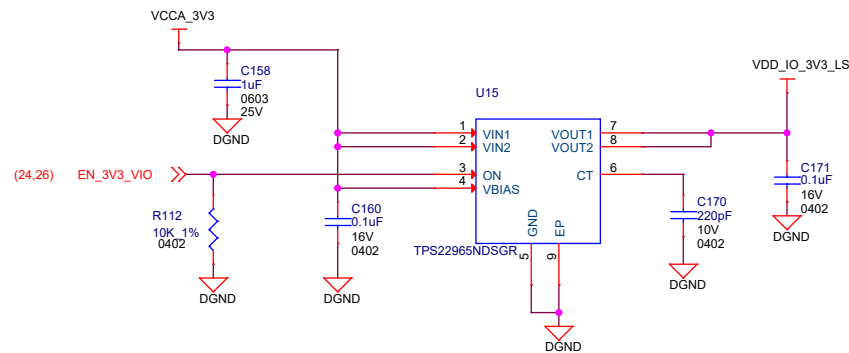 VCCA_3V3
C158
1uF
0603
25V
DGND
U15
VDD_IO_3V3_LS
1 VIN1 VOUT1 7
2 VIN2 VOUT2 8
(24,26) EN_3V3_VIO
3 ON CT 6
4 VBIAS
C171
0.1uF
16V
0402
DGND
R112
10K_1%
0402
DGND
C160
0.1uF
16V
0402
DGND
GND EP
TPS22965NDSGR
5 9
C170
220pF
10V
0402
DGND
DGND